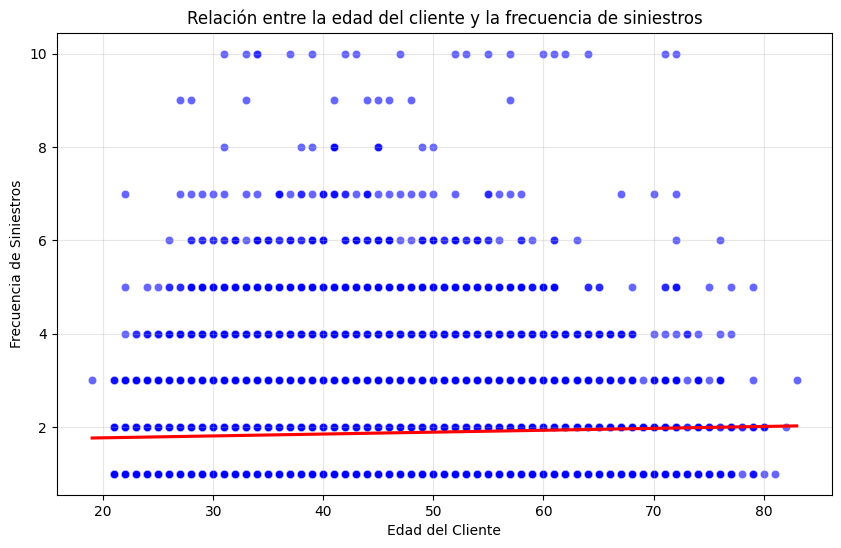 Relación entre la edad del cliente y la frecuencia de siniestros
Frecuencia de Siniestros
10
8
6
4
2
20 30 40 50 60 70 80
Edad del Cliente